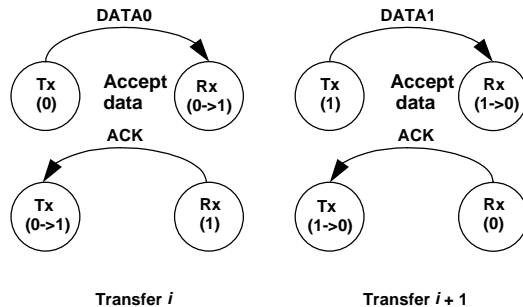 DATA0
Tx
(0)
Accept
data
Rx
(0->1)
ACK
Tx
(0->1)
Rx
(1)
Transfer i
DATA1
Tx
(1)
Accept
data
Rx
(1->0)
ACK
Tx
(1->0)
Rx
(0)
Transfer i + 1